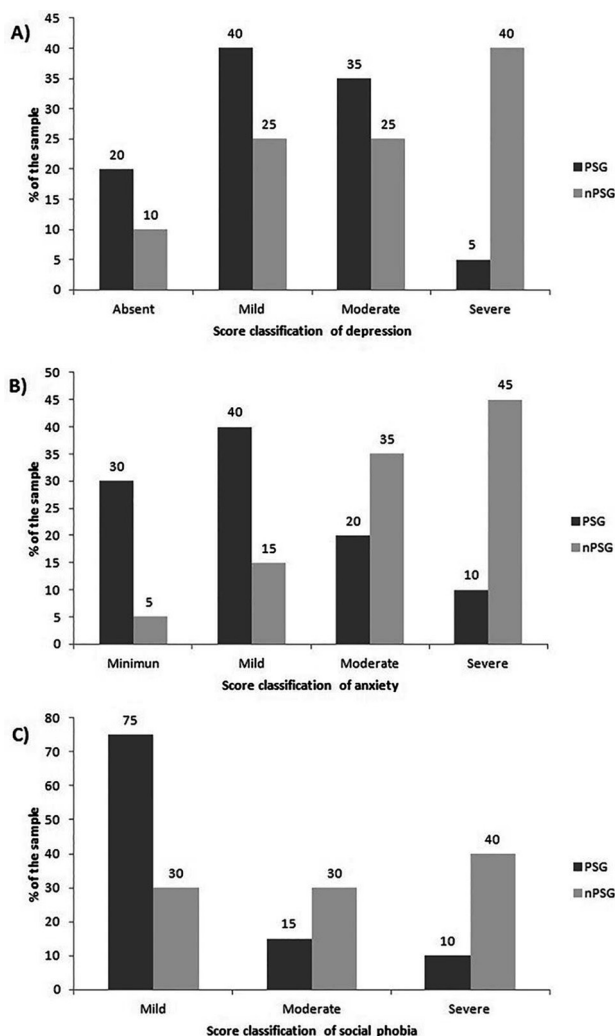 A)
% of the sample
45
40
35
30
25
20
15
10
5
0
20
10
40
25
35
25
5
40
Absent Mild Moderate Severe
Score classification of depression
PSG
nPSG
B)
% of the sample
50
45
40
35
30
25
20
15
10
5
0
30
5
40
15
20
35
10
45
Minimun Mild Moderate Severe
Score classification of anxiety
PSG
nPSG
C)
% of the sample
80
70
60
50
40
30
20
10
0
75
30
15
30
10
40
Mild Moderate Severe
Score classification of social phobia
PSG
nPSG